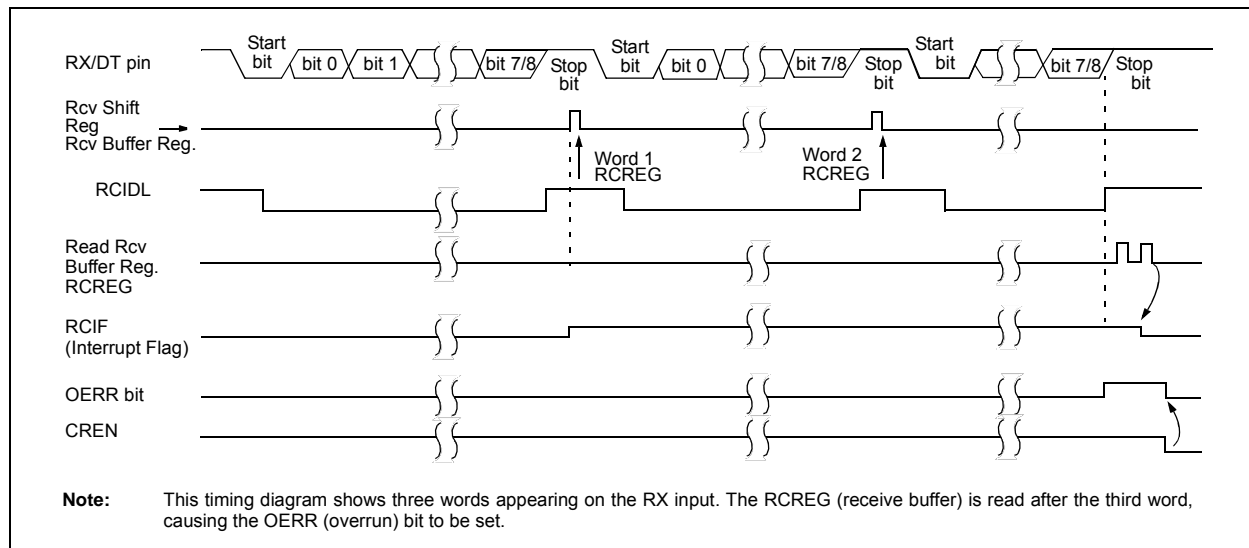 RX/DT pin
Start bit
bit 0
bit 1
bit 7/8
Stop bit
Start bit
bit 0
bit 7/8
Stop bit
Start bit
bit 7/8
Stop bit
Rcv Shift
Reg
Rcv Buffer Reg.
Word 1
RCREG
Word 2
RCREG
RCIDL
Read Rcv
Buffer Reg.
RCREG
RCIF
(Interrupt Flag)
OERR bit
CREN
Note: This timing diagram shows three words appearing on the RX input. The RCREG (receive buffer) is read after the third word,
causing the OERR (overrun) bit to be set.